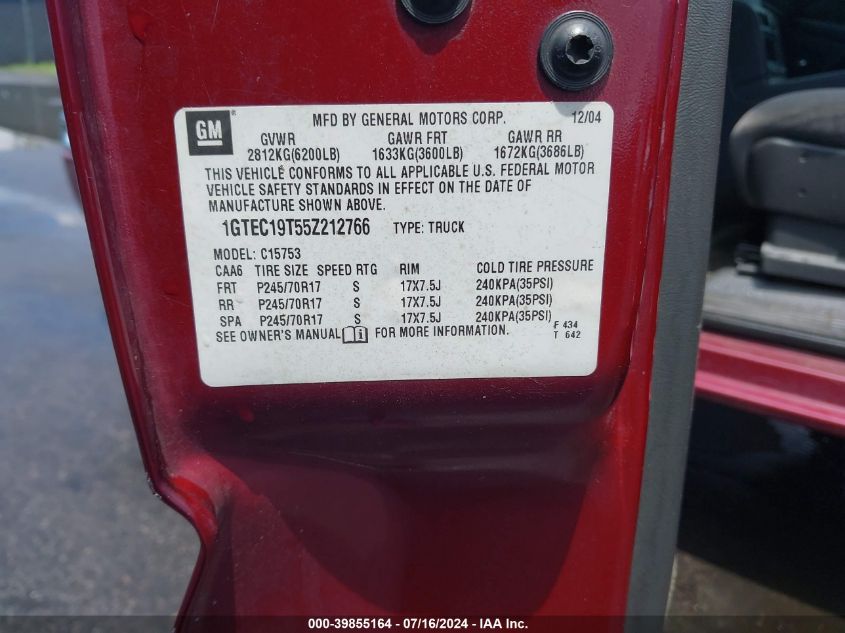 GM MFD BY GENERAL MOTORS CORP. 12/04
GVWR GAWR FRT GAWR RR
2812KG(6200LB) 1633KG(3600LB) 1672KG(3686LB)
THIS VEHICLE CONFORMS TO ALL APPLICABLE U.S. FEDERAL MOTOR
VEHICLE SAFETY STANDARDS IN EFFECT ON THE DATE OF
MANUFACTURE SHOWN ABOVE.
1GTEC19T55Z212766 TYPE: TRUCK
MODEL: C15753
CAA6 TIRE SIZE SPEED RTG RIM COLD TIRE PRESSURE
FRT P245/70R17 S 17X7.5J 240KPA(35PSI)
RR P245/70R17 S 17X7.5J 240KPA(35PSI)
SPA P245/70R17 S 17X7.5J 240KPA(35PSI)
SEE OWNER'S MANUAL i FOR MORE INFORMATION.
F 434
T 642
000-39855164 / 07/16/2024 - IAA Inc.